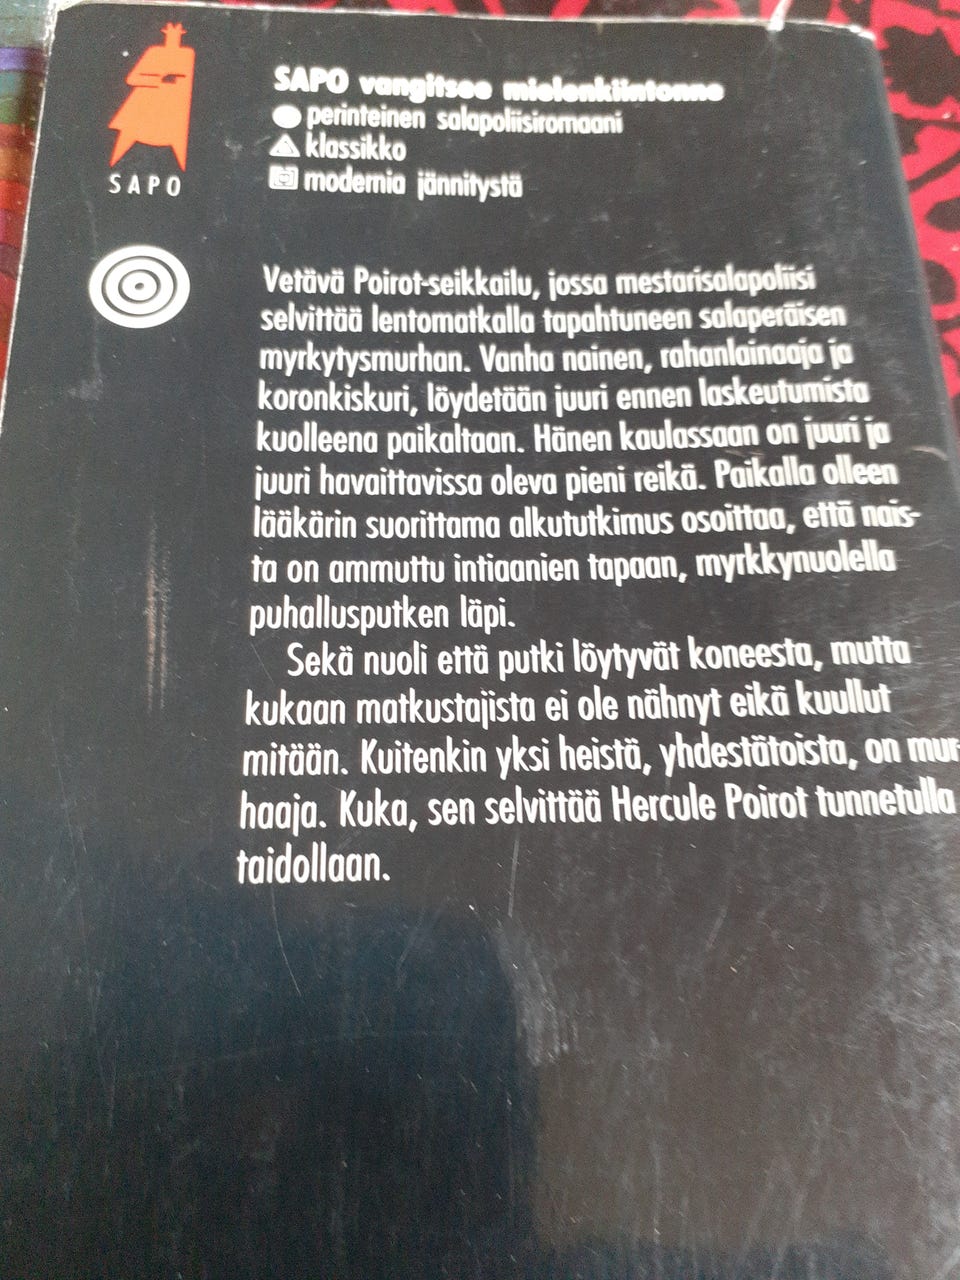 SAPO
SAPO vangitsee mielenkiintonne
perinteinen salapoliisiromaani
klassikko
modernia jännitystä
Vetävä Poirot-seikkailu, jossa mestarisalapoliisi
selvittää lentomatkalla tapahtuneen salaperäisen
myrkytysmurhan. Vanha nainen, rahanlainaaja ja
koronkiskuri, löydetään juuri ennen laskeutumista
kuolleena paikaltaan. Hänen kaulassaan on juuri ja
juuri havaittavissa oleva pieni reikä. Paikalla olleen
lääkärin suorittama alkututkimus osoittaa, että nais-
ta on ammuttu intiaanien tapaan, myrkkynuolella
puhallusputken läpi.
Sekä nuoli että putki löytyvät koneesta, mutta
kukaan matkustajista ei ole nähnyt eikä kuullut
mitään. Kuitenkin yksi heistä, yhdestätoista, on mur-
haaja. Kuka, sen selvittää Hercule Poirot tunnetulla
taidollaan.